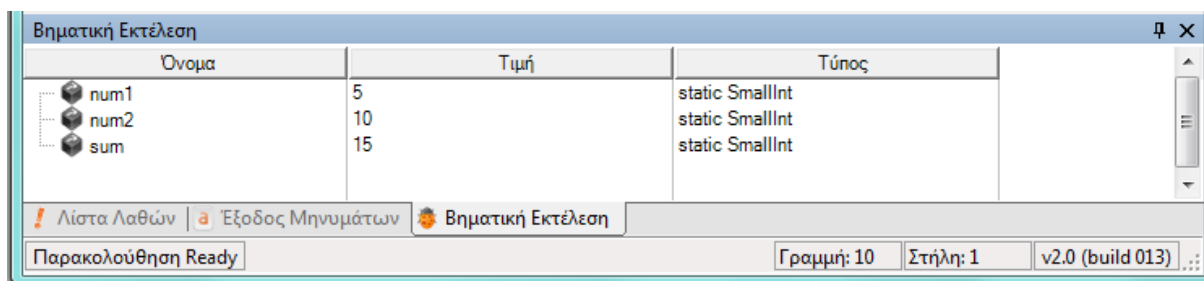 Βηματική Εκτέλεση
Όνομα Τιμή Τύπος
num1 5 static SmallInt
num2 10 static SmallInt
sum 15 static SmallInt
! Λίστα Λαθών a Έξοδος Μηνυμάτων Βηματική Εκτέλεση
Παρακολούθηση Ready Γραμμή: 10 Στήλη: 1 v2.0 (build 013)